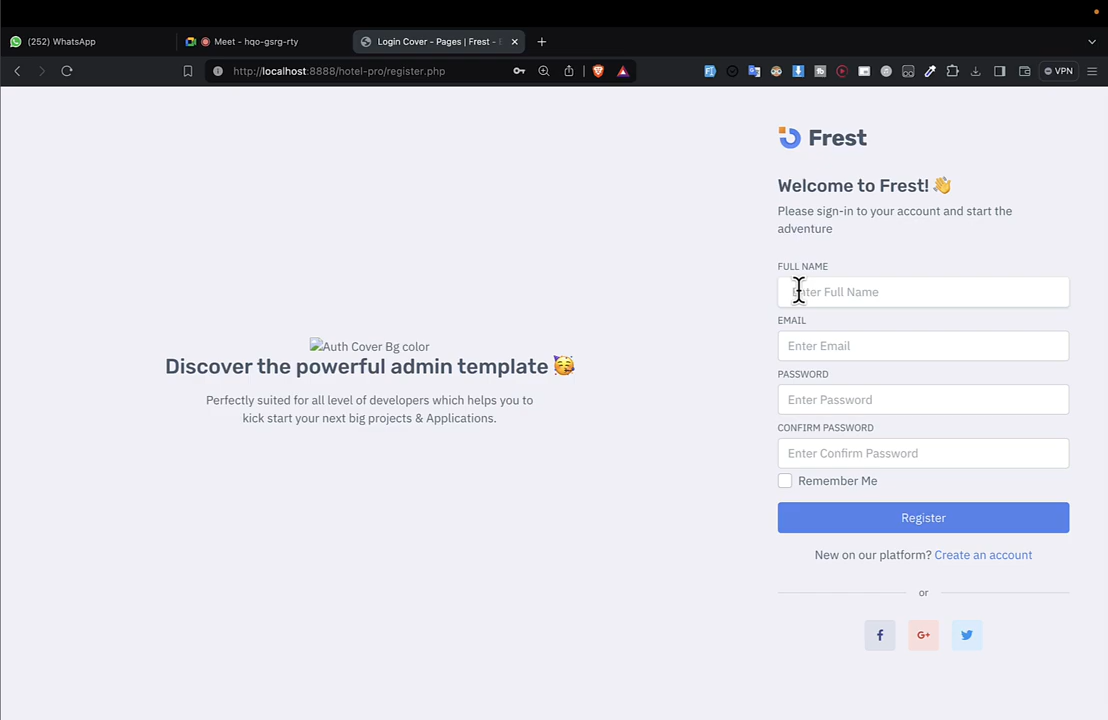 (252) WhatsApp
Meet - hqo-gsrg-rty
Login Cover - Pages | Frest -
http://localhost:8888/hotel-pro/register.php
VPN
Frest
Welcome to Frest! 👋
Please sign-in to your account and start the
adventure
FULL NAME
Enter Full Name
EMAIL
Enter Email
PASSWORD
Enter Password
CONFIRM PASSWORD
Enter Confirm Password
Remember Me
Register
New on our platform? Create an account
or
Auth Cover Bg color
Discover the powerful admin template 🥳
Perfectly suited for all level of developers which helps you to
kick start your next big projects & Applications.